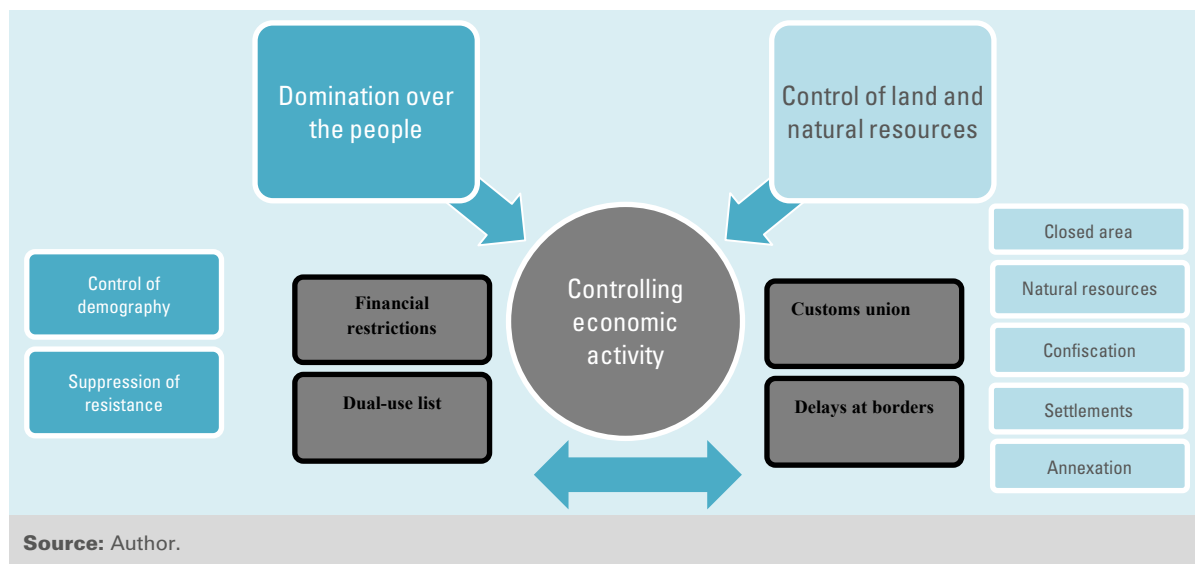 Domination over
the people
Control of land and
natural resources
Controlling
economic
activity
Control of
demography
Suppression of
resistance
Financial
restrictions
Dual-use list
Customs union
Delays at borders
Closed area
Natural resources
Confiscation
Settlements
Annexation
Source: Author.